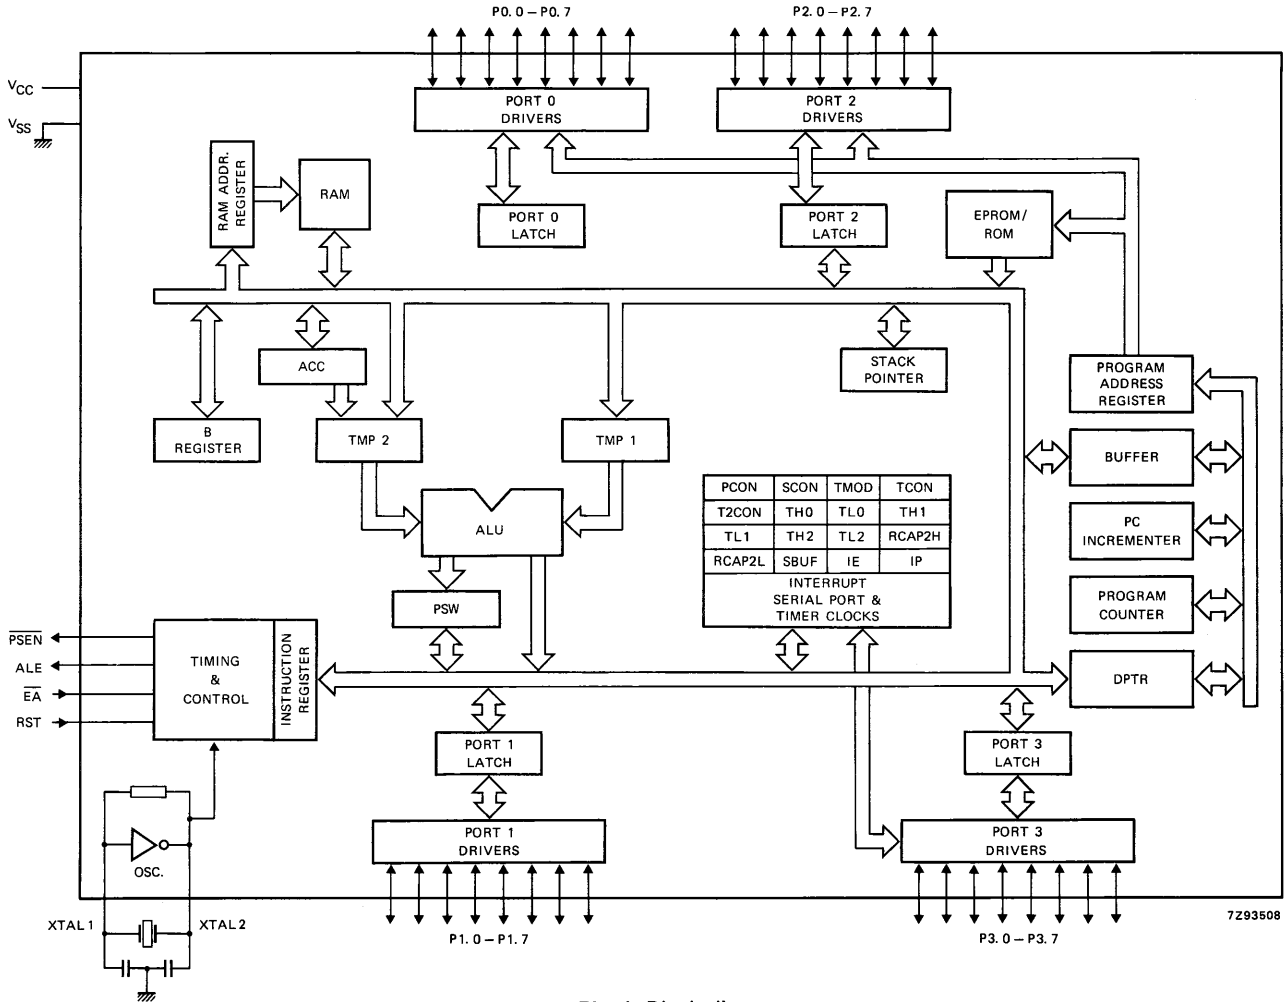 P0.0–P0.7
P2.0–P2.7
VCC
VSS
PORT 0
DRIVERS
PORT 2
DRIVERS
RAM ADDR.
REGISTER
RAM
PORT 0
LATCH
PORT 2
LATCH
EPROM/
ROM
ACC
STACK
POINTER
PROGRAM
ADDRESS
REGISTER
B
REGISTER
TMP 2
TMP 1
BUFFER
ALU
PCON SCON TMOD TCON
T2CON TH0 TL0 TH1
TL1 TH2 TL2 RCAP2H
RCAP2L SBUF IE IP
INTERRUPT
SERIAL PORT &
TIMER CLOCKS
PC
INCREMENTER
PSW
PROGRAM
COUNTER
PSEN
ALE
EA
RST
TIMING
&
CONTROL
INSTRUCTION
REGISTER
DPTR
PORT 1
LATCH
PORT 3
LATCH
PORT 1
DRIVERS
PORT 3
DRIVERS
OSC.
XTAL1
XTAL2
P1.0–P1.7
P3.0–P3.7
7Z93508